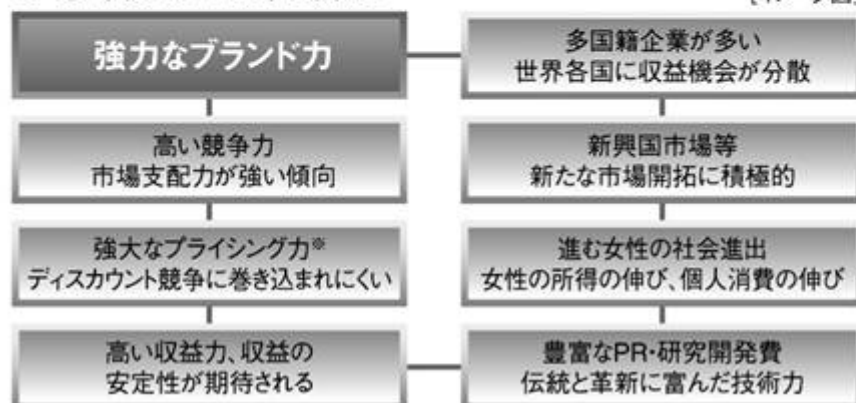 強力なブランド力
高い競争力
市場支配力が強い傾向
強大なプライシング力※
ディスカウント競争に巻き込まれにくい
高い収益力、収益の
安定性が期待される
多国籍企業が多い
世界各国に収益機会が分散
新興国市場等
新たな市場開拓に積極的
進む女性の社会進出
女性の所得の伸び、個人消費の伸び
豊富なPR・研究開発費
伝統と革新に富んだ技術力